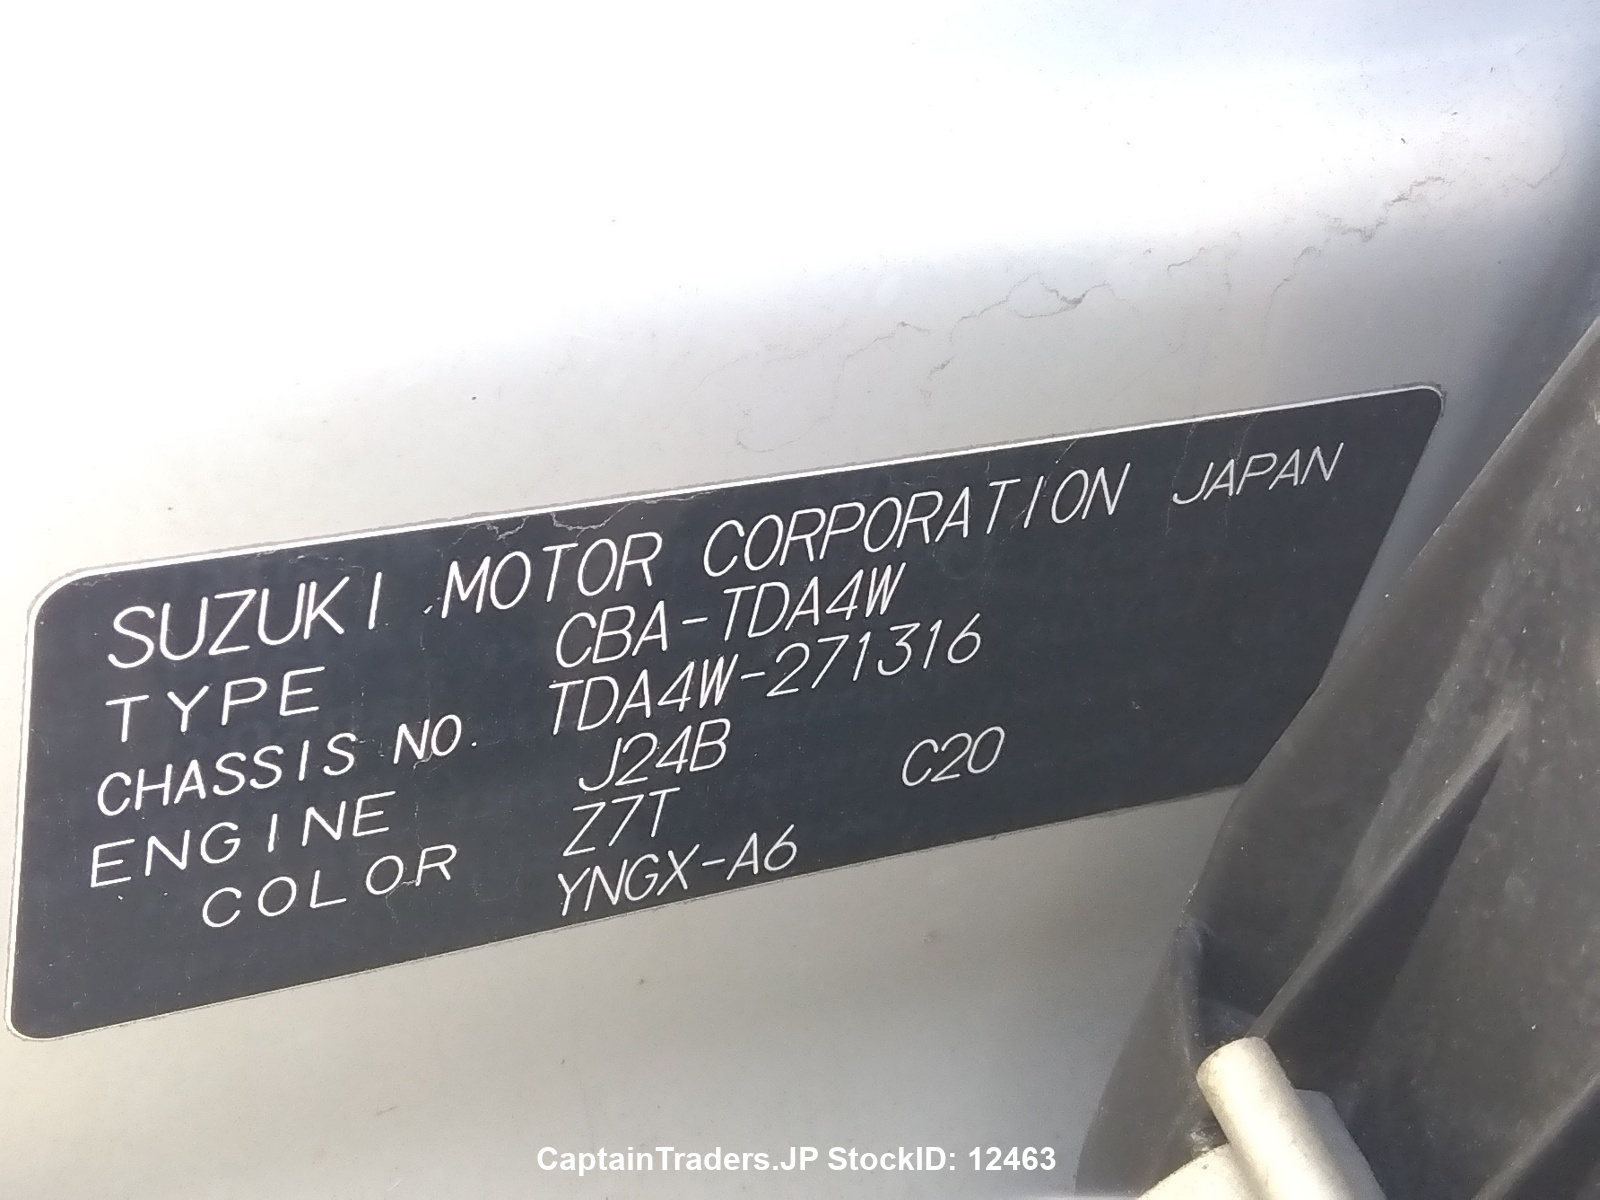 SUZUKI MOTOR CORPORATION JAPAN
TYPE CBA-TDA4W
CHASSIS NO. TDA4W-271316
ENGINE J24B
COLOR Z7T C20
YNGX-A6
CaptainTraders.JP StockID: 12463